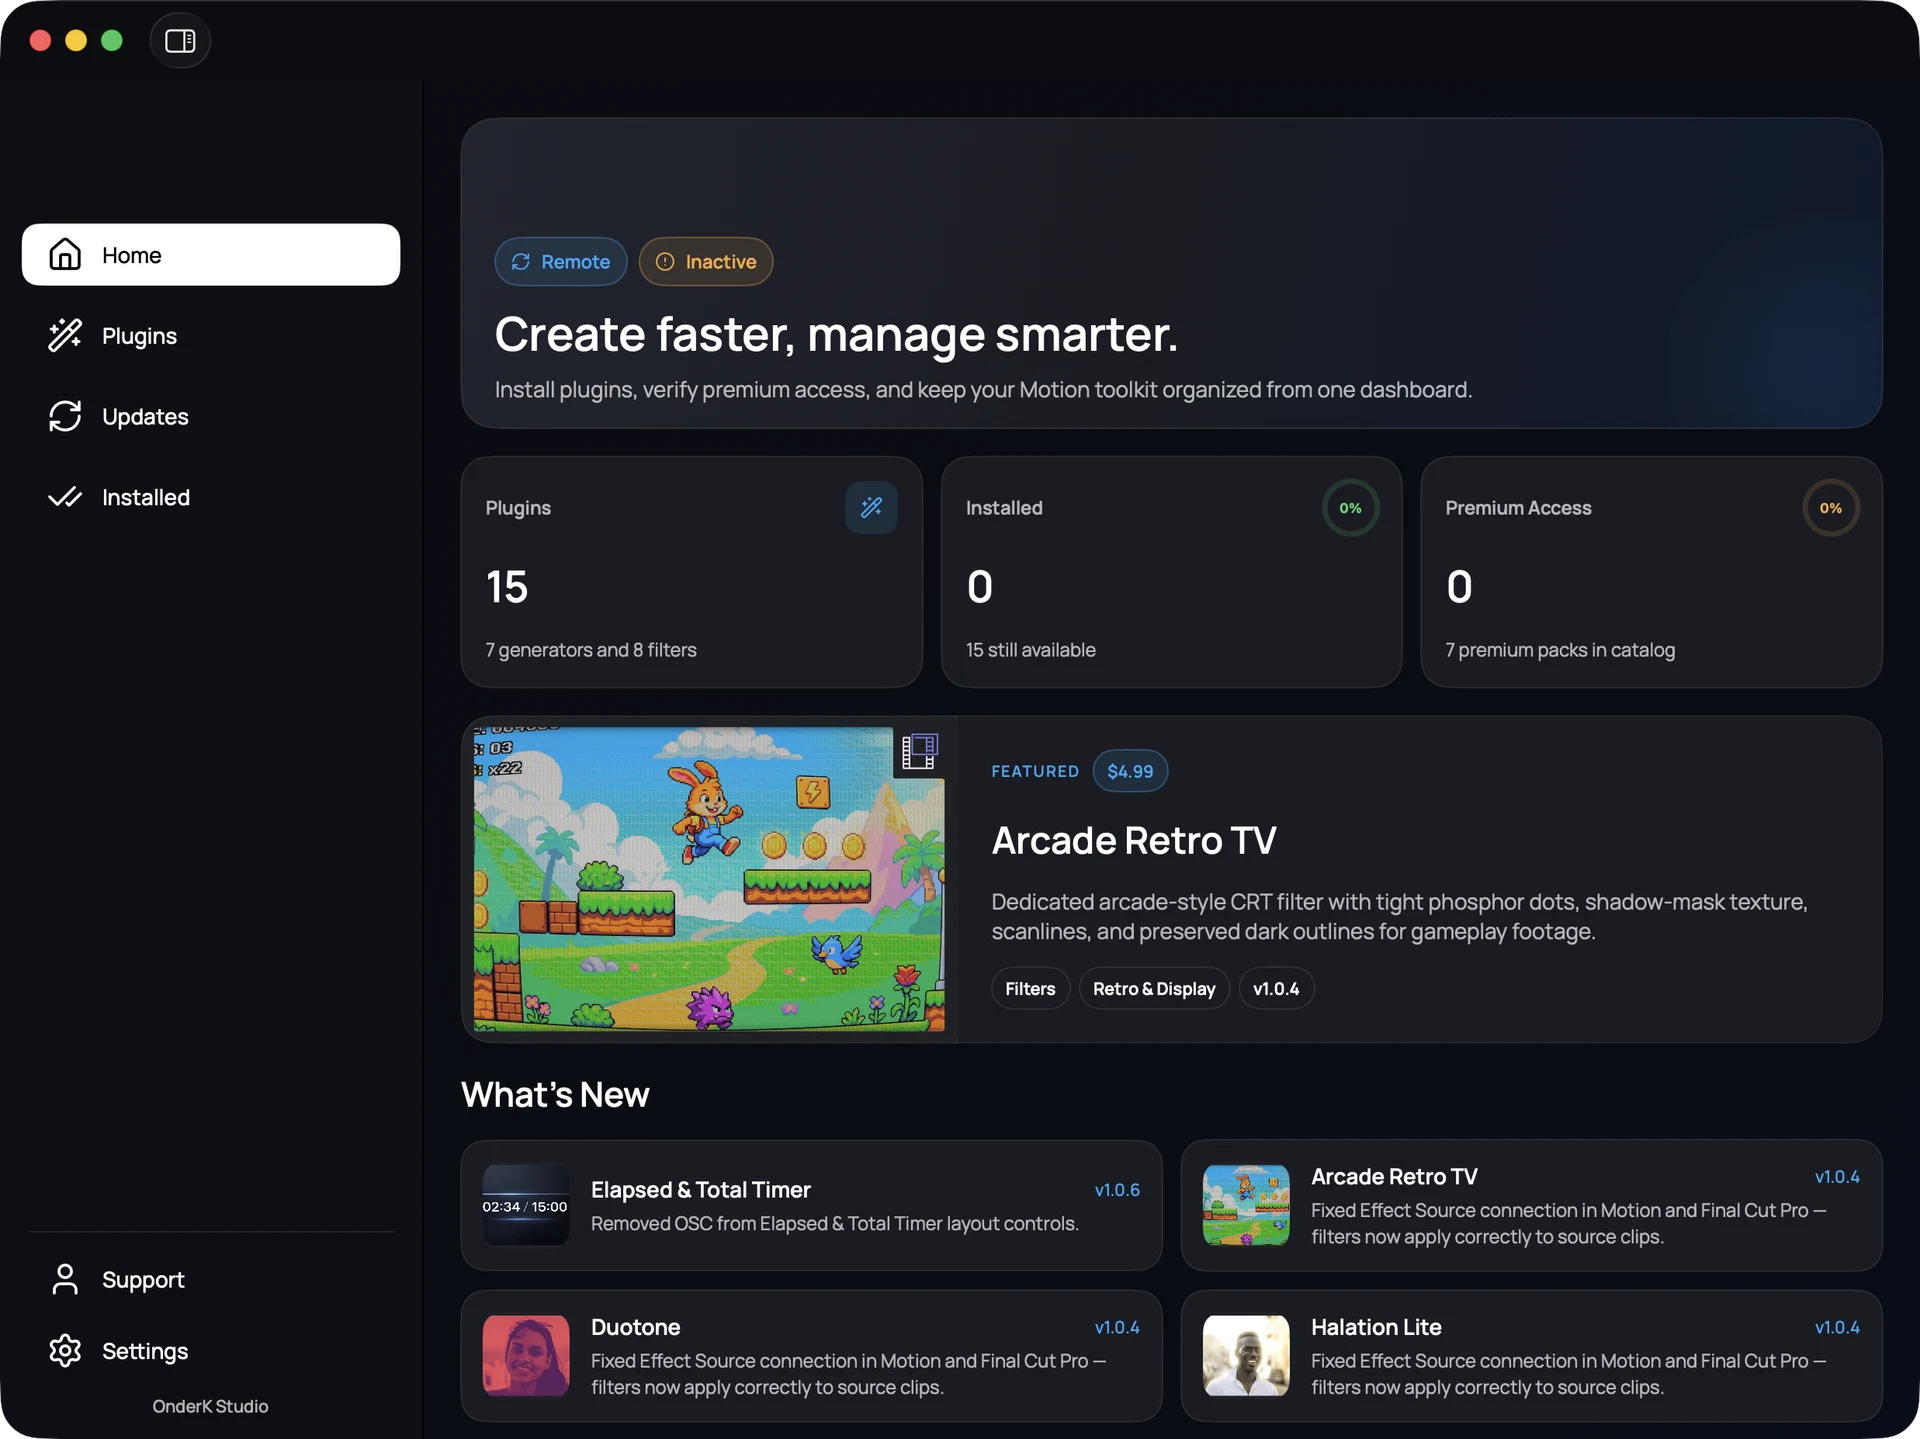 Home
Plugins
Updates
Installed
Support
Settings
OnderK Studio
Remote
Inactive
Create faster, manage smarter.
Install plugins, verify premium access, and keep your Motion toolkit organized from one dashboard.
Plugins
15
7 generators and 8 filters
Installed
0%
0
15 still available
Premium Access
0%
0
7 premium packs in catalog
: 03
: x22
FEATURED
$4.99
Arcade Retro TV
Dedicated arcade-style CRT filter with tight phosphor dots, shadow-mask texture,
scanlines, and preserved dark outlines for gameplay footage.
Filters
Retro & Display
v1.0.4
What's New
02:34 / 15:00
Elapsed & Total Timer
v1.0.6
Removed OSC from Elapsed & Total Timer layout controls.
Arcade Retro TV
v1.0.4
Fixed Effect Source connection in Motion and Final Cut Pro —
filters now apply correctly to source clips.
Duotone
v1.0.4
Fixed Effect Source connection in Motion and Final Cut Pro —
filters now apply correctly to source clips.
Halation Lite
v1.0.4
Fixed Effect Source connection in Motion and Final Cut Pro —
filters now apply correctly to source clips.